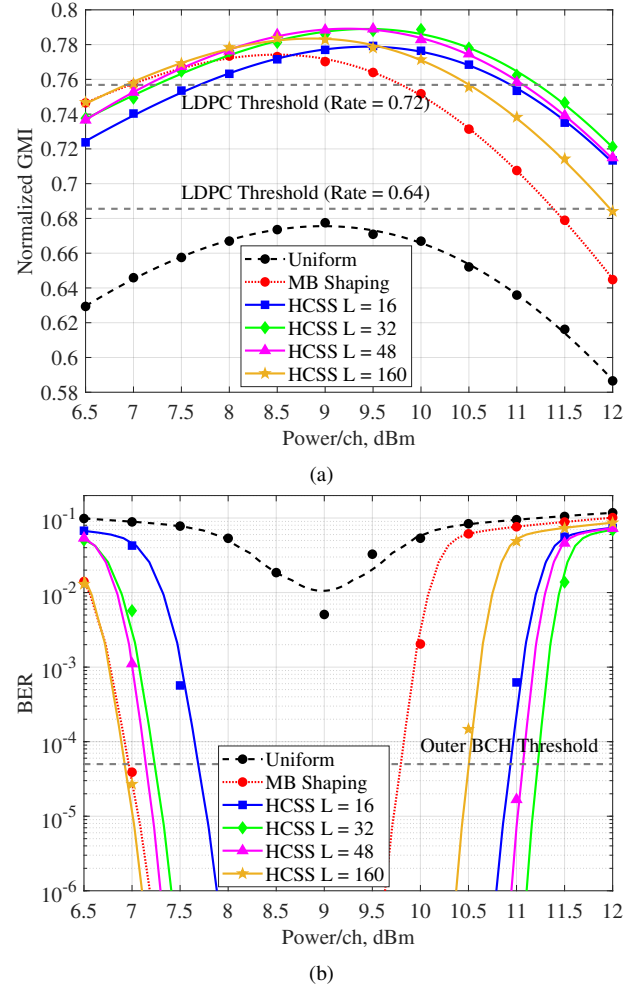 0.8
0.78
0.76
0.74
0.72
0.7
0.68
0.66
0.64
0.62
0.6
0.58
Normalized GMI
LDPC Threshold (Rate = 0.72)
LDPC Threshold (Rate = 0.64)
Uniform
MB Shaping
HCSS L = 16
HCSS L = 32
HCSS L = 48
HCSS L = 160
6.5 7 7.5 8 8.5 9 9.5 10 10.5 11 11.5 12
Power/ch, dBm
(a)
10^-1
10^-2
10^-3
10^-4
10^-5
10^-6
BER
Outer BCH Threshold
Uniform
MB Shaping
HCSS L = 16
HCSS L = 32
HCSS L = 48
HCSS L = 160
6.5 7 7.5 8 8.5 9 9.5 10 10.5 11 11.5 12
Power/ch, dBm
(b)